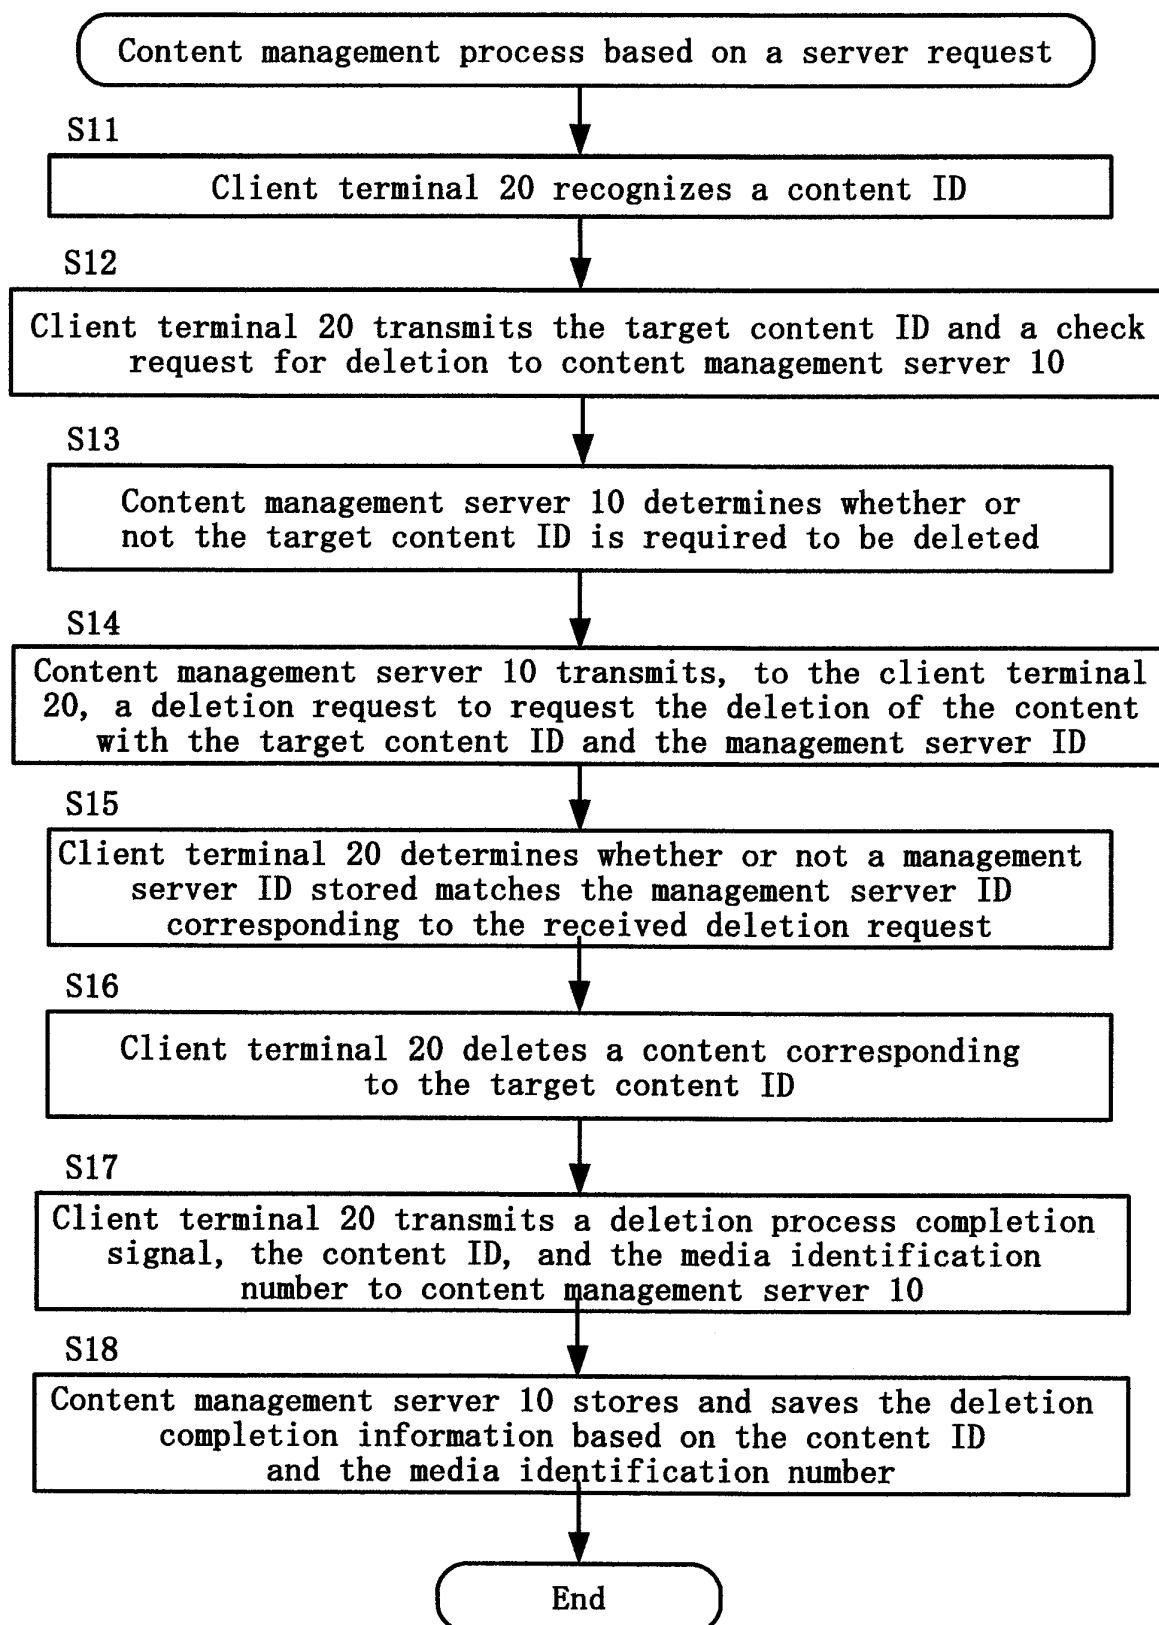 Content management process based on a server request
S11
Client terminal 20 recognizes a content ID
S12
Client terminal 20 transmits the target content ID and a check
request for deletion to content management server 10
S13
Content management server 10 determines whether or
not the target content ID is required to be deleted
S14
Content management server 10 transmits, to the client terminal
20, a deletion request to request the deletion of the content
with the target content ID and the management server ID
S15
Client terminal 20 determines whether or not a management
server ID stored matches the management server ID
corresponding to the received deletion request
S16
Client terminal 20 deletes a content corresponding
to the target content ID
S17
Client terminal 20 transmits a deletion process completion
signal, the content ID, and the media identification
number to content management server 10
S18
Content management server 10 stores and saves the deletion
completion information based on the content ID
and the media identification number
End